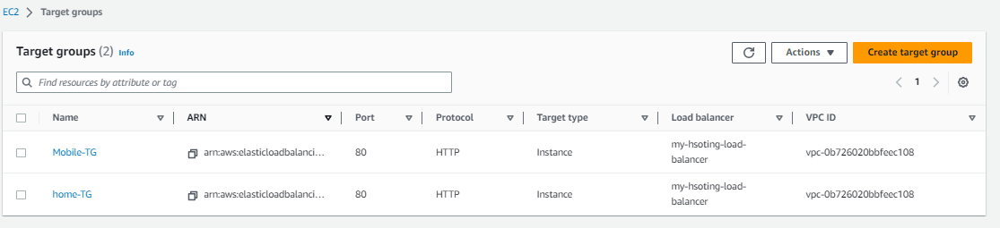 EC2 > Target groups
Target groups (2) Info
Actions
Create target group
Find resources by attribute or tag
1
Name ARN Port Protocol Target type Load balancer VPC ID
Mobile-TG arn:aws:elasticloadbalanci... 80 HTTP Instance my-hsoting-load-
balancer vpc-0b726020bbfeec108
home-TG arn:aws:elasticloadbalanci... 80 HTTP Instance my-hsoting-load-
balancer vpc-0b726020bbfeec108